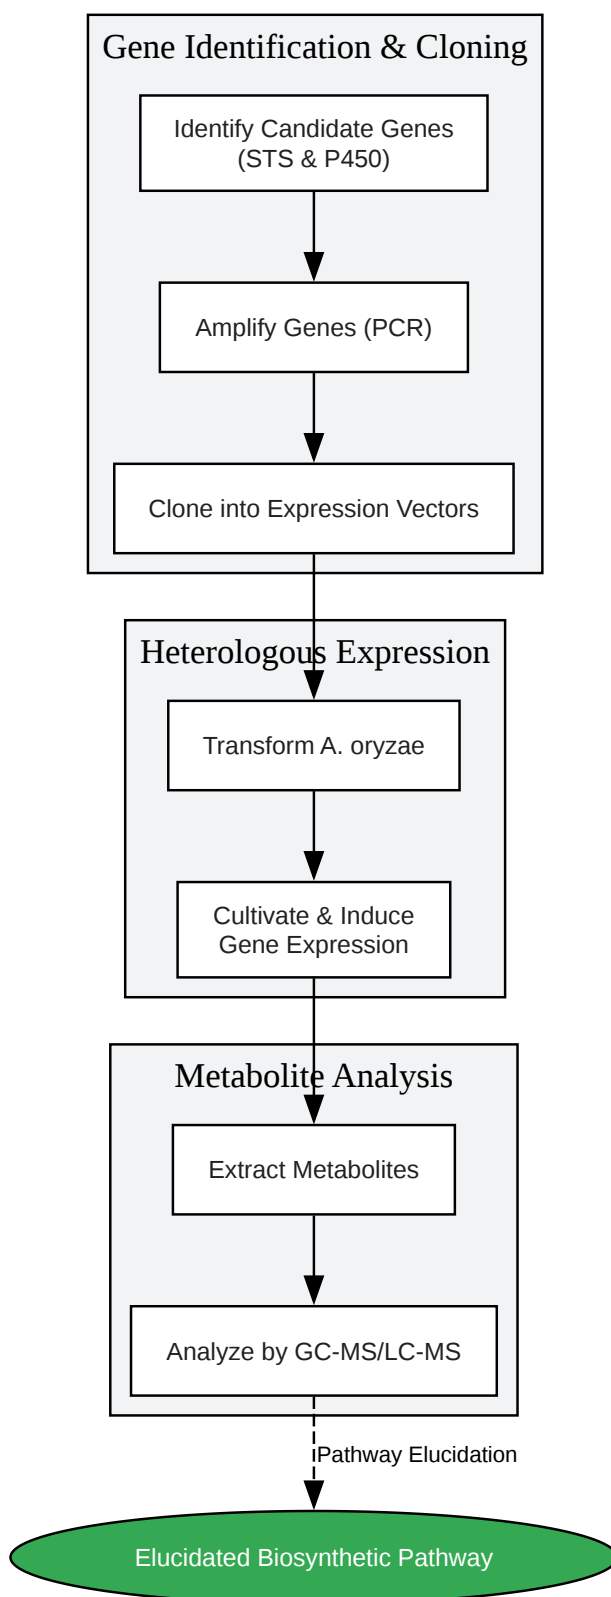 Gene Identification & Cloning
Identify Candidate Genes
(STS & P450)
Amplify Genes (PCR)
Clone into Expression Vectors
Heterologous Expression
Transform A. oryzae
Cultivate & Induce
Gene Expression
Metabolite Analysis
Extract Metabolites
Analyze by GC-MS/LC-MS
Pathway Elucidation
Elucidated Biosynthetic Pathway